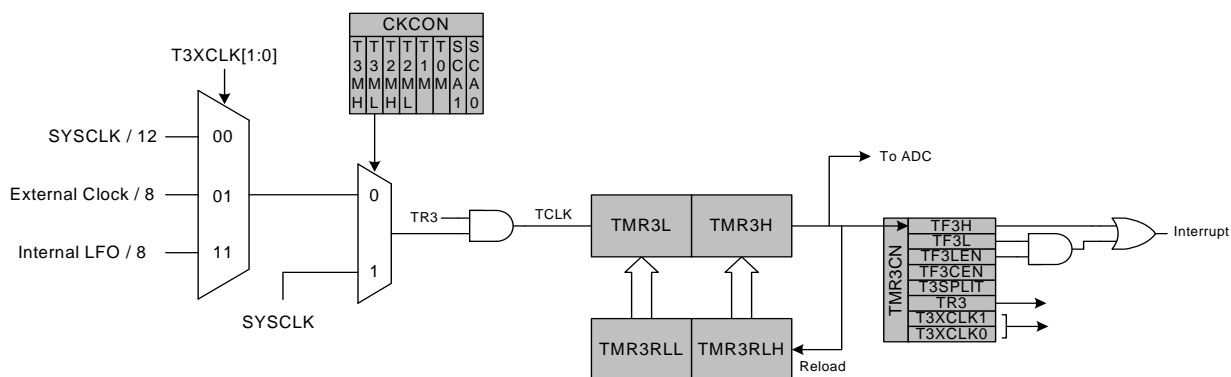 CKCON
T3MH
T3ML
T2MH
T2ML
T1M
T0M
SCA1
SCA0
T3XCLK[1:0]
SYSCLK / 12
00
External Clock / 8
01
Internal LFO / 8
11
0
1
SYSCLK
TR3
TCLK
TMR3L
TMR3H
To ADC
TMR3RLL
TMR3RLH
Reload
TMR3CN
TF3H
TF3L
TF3LEN
TF3CEN
T3SPLIT
TR3
T3XCLK1
T3XCLK0
Interrupt